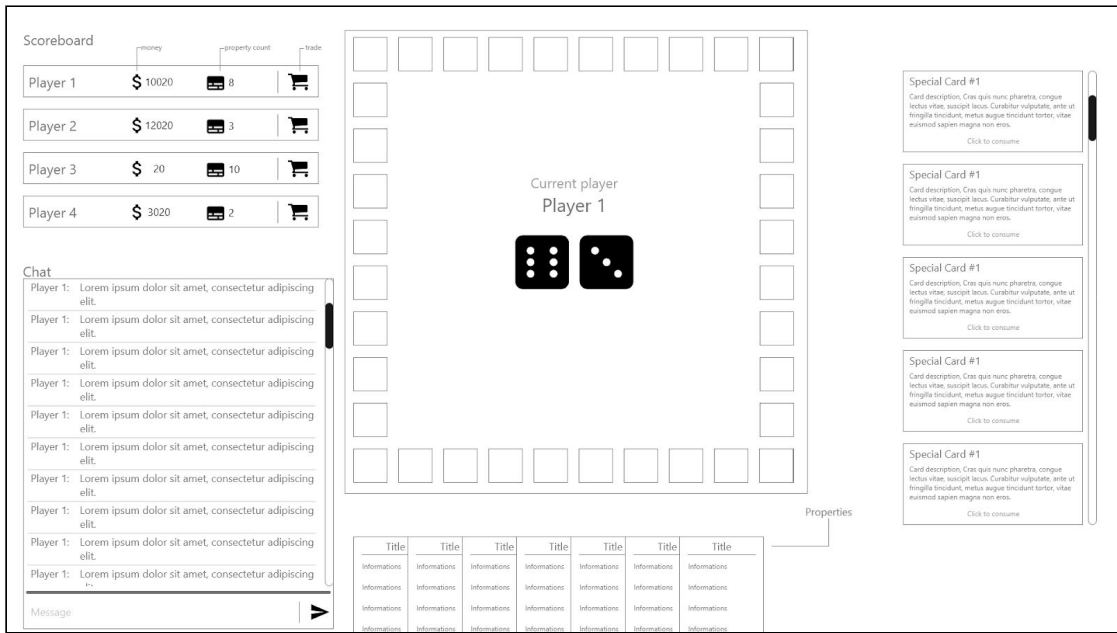 Scoreboard
money
property count
trade
Player 1
$ 10020
8
Player 2
$ 12020
3
Player 3
$ 20
10
Player 4
$ 3020
2
Chat
Player 1: Lorem ipsum dolor sit amet, consectetur adipiscing
elit.
Player 1: Lorem ipsum dolor sit amet, consectetur adipiscing
elit.
Player 1: Lorem ipsum dolor sit amet, consectetur adipiscing
elit.
Player 1: Lorem ipsum dolor sit amet, consectetur adipiscing
elit.
Player 1: Lorem ipsum dolor sit amet, consectetur adipiscing
elit.
Player 1: Lorem ipsum dolor sit amet, consectetur adipiscing
elit.
Player 1: Lorem ipsum dolor sit amet, consectetur adipiscing
elit.
Player 1: Lorem ipsum dolor sit amet, consectetur adipiscing
elit.
Player 1: Lorem ipsum dolor sit amet, consectetur adipiscing
elit.
Player 1: Lorem ipsum dolor sit amet, consectetur adipiscing
Message
Current player
Player 1
Properties
Title Title Title Title Title Title Title
Informations Informations Informations Informations Informations Informations Informations
Informations Informations Informations Informations Informations Informations Informations
Informations Informations Informations Informations Informations Informations Informations
Informations Informations Informations Informations Informations Informations Informations
Special Card #1
Card description, Cras quis nunc pharetra, congue
lectus vitae, suscipit lacus. Curabitur vulputate, ante ut
fringilla tincidunt, metus augue tincidunt tortor, vitae
euismod sapien magna non eros.
Click to consume
Special Card #1
Card description, Cras quis nunc pharetra, congue
lectus vitae, suscipit lacus. Curabitur vulputate, ante ut
fringilla tincidunt, metus augue tincidunt tortor, vitae
euismod sapien magna non eros.
Click to consume
Special Card #1
Card description, Cras quis nunc pharetra, congue
lectus vitae, suscipit lacus. Curabitur vulputate, ante ut
fringilla tincidunt, metus augue tincidunt tortor, vitae
euismod sapien magna non eros.
Click to consume
Special Card #1
Card description, Cras quis nunc pharetra, congue
lectus vitae, suscipit lacus. Curabitur vulputate, ante ut
fringilla tincidunt, metus augue tincidunt tortor, vitae
euismod sapien magna non eros.
Click to consume
Special Card #1
Card description, Cras quis nunc pharetra, congue
lectus vitae, suscipit lacus. Curabitur vulputate, ante ut
fringilla tincidunt, metus augue tincidunt tortor, vitae
euismod sapien magna non eros.
Click to consume